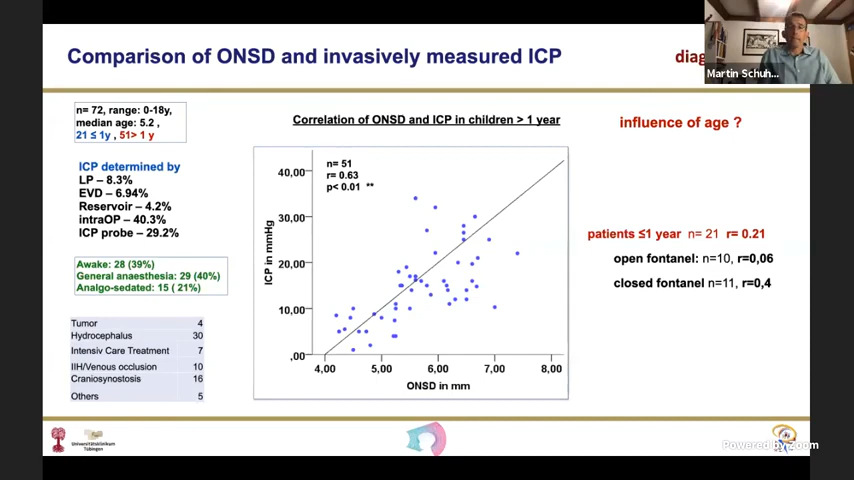 Comparison of ONSD and invasively measured ICP
diag
Martin Schuh...
n= 72, range: 0-18y,
median age: 5.2 ,
21 ≤ 1y , 51> 1 y
ICP determined by
LP – 8.3%
EVD – 6.94%
Reservoir – 4.2%
intraOP – 40.3%
ICP probe – 29.2%
Awake: 28 (39%)
General anaesthesia: 29 (40%)
Analgo-sedated: 15 ( 21%)
Tumor 4
Hydrocephalus 30
Intensiv Care Treatment 7
IIH/Venous occlusion 10
Craniosynostosis 16
Others 5
Correlation of ONSD and ICP in children > 1 year
n= 51
r= 0.63
p< 0.01 **
ICP in mmHg
40,00
30,00
20,00
10,00
,00
4,00 5,00 6,00 7,00 8,00
ONSD in mm
influence of age ?
patients ≤1 year n= 21 r= 0.21
open fontanel: n=10, r=0,06
closed fontanel n=11, r=0,4
Universitätsklinikum
Tübingen
Powered by Zoom